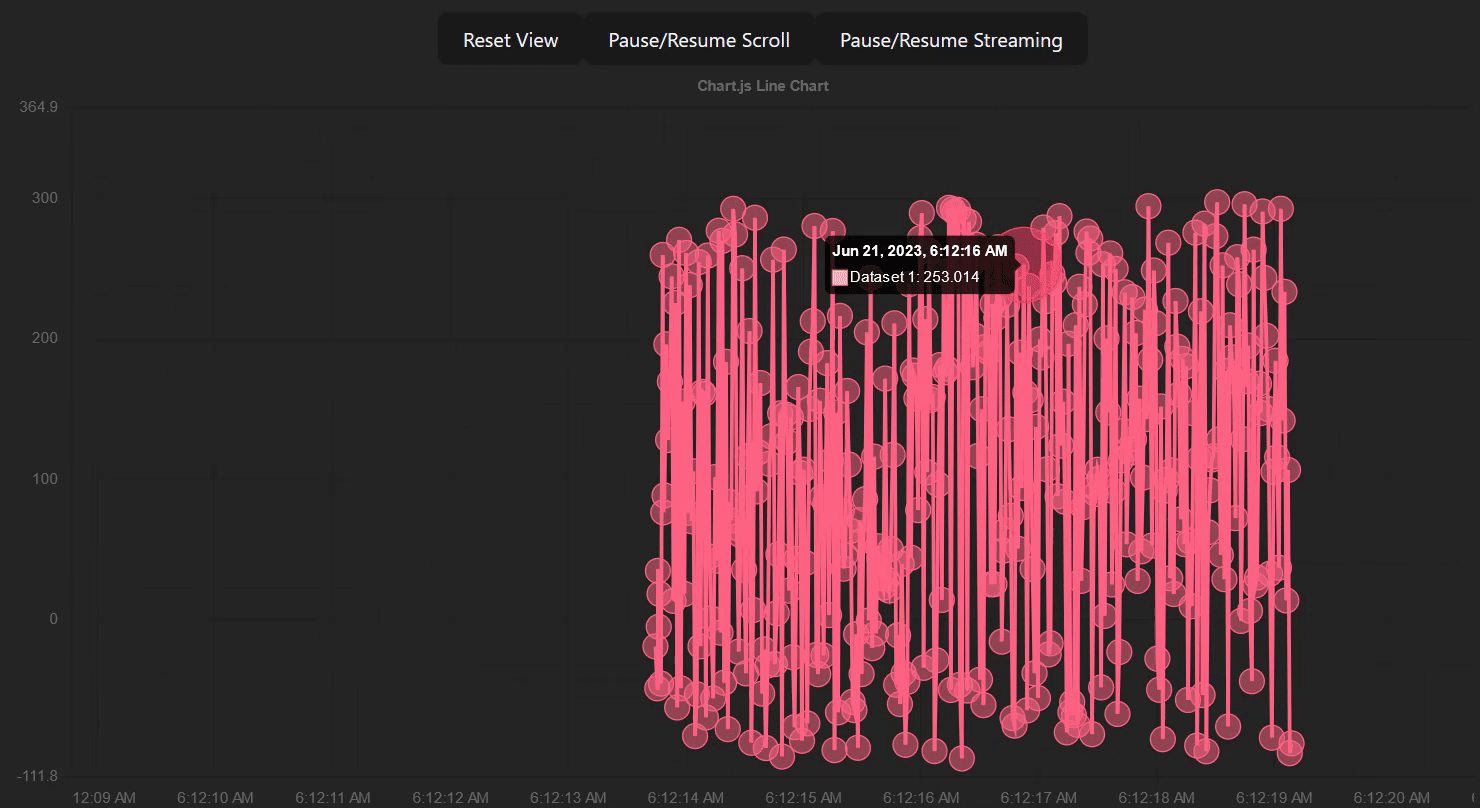 Reset View Pause/Resume Scroll Pause/Resume Streaming
Chart.js Line Chart
364.9
300
Jun 21, 2023, 6:12:16 AM
Dataset 1: 253.014
200
100
0
-111.8
12:09 AM 6:12:10 AM 6:12:11 AM 6:12:12 AM 6:12:13 AM 6:12:14 AM 6:12:15 AM 6:12:16 AM 6:12:17 AM 6:12:18 AM 6:12:19 AM 6:12:20 AM